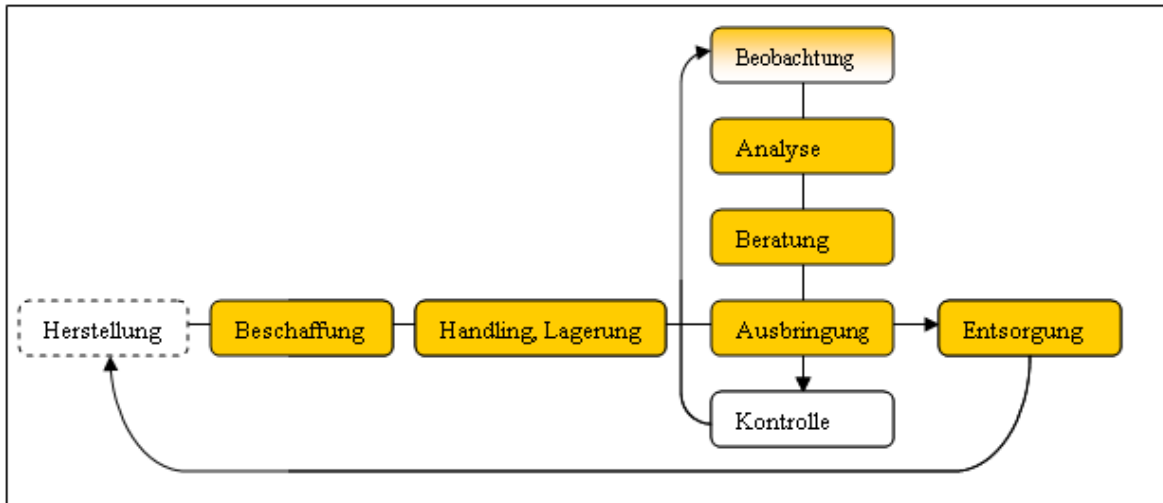 Beobachtung
Analyse
Beratung
Herstellung
Beschaffung
Handling, Lagerung
Ausbringung
Entsorgung
Kontrolle